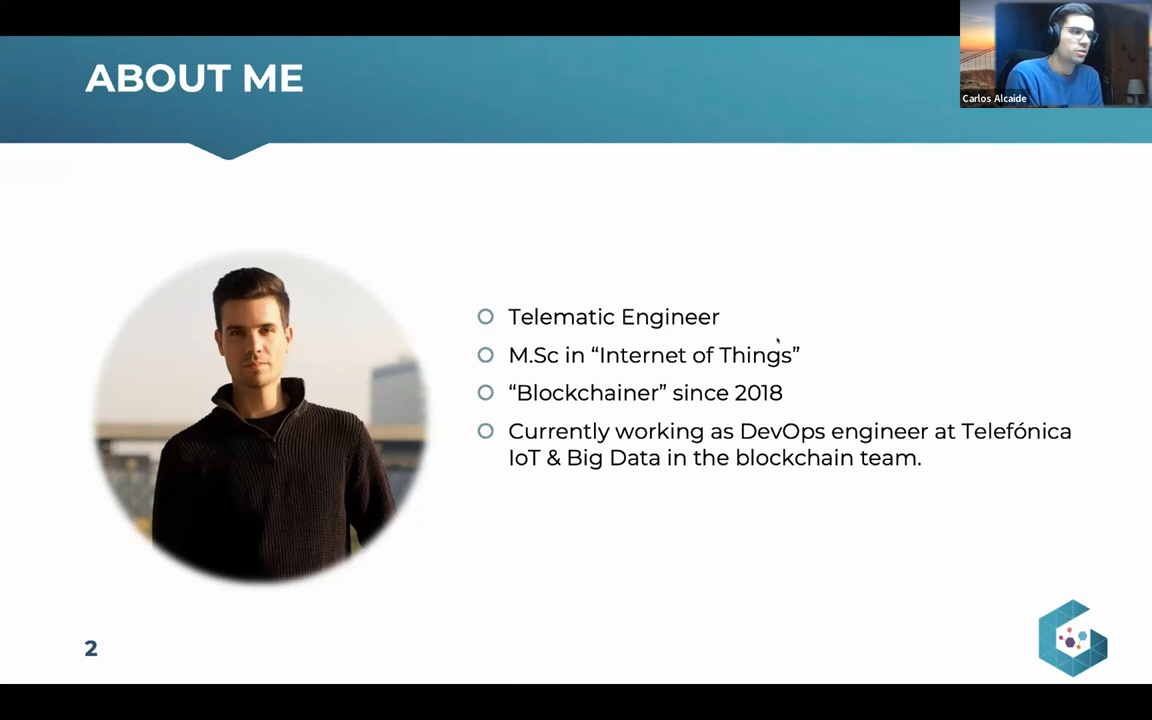 ABOUT ME
Carlos Alcaide
Telematic Engineer
M.Sc in “Internet of Things”
“Blockchainer” since 2018
Currently working as DevOps engineer at Telefónica
IoT & Big Data in the blockchain team.
2